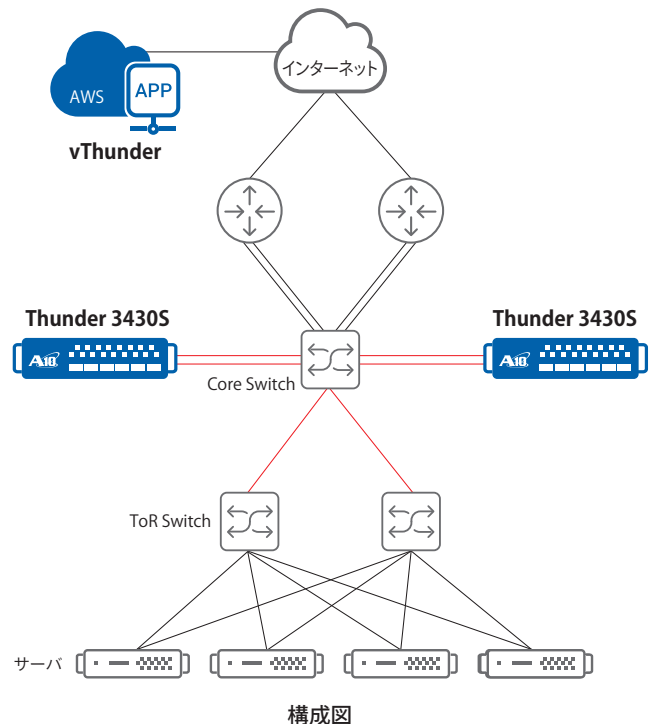 インターネット
AWS
APP
vThunder
Thunder 3430S
Thunder 3430S
A10
A10
Core Switch
ToR Switch
サーバ
構成図